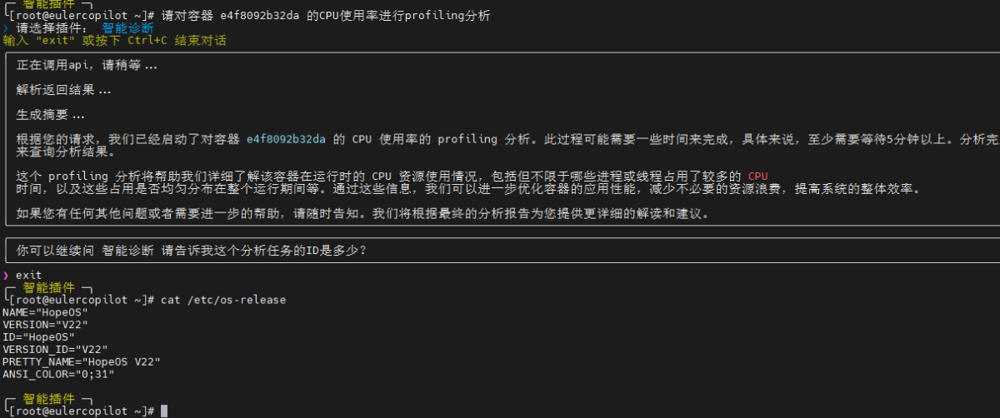 智能插件
[root@eulercopilot ~]# 请对容器 e4f8092b32da 的CPU使用率进行profiling分析
❯ 请选择插件： 智能诊断
输入 "exit" 或按下 Ctrl+C 结束对话
正在调用api, 请稍等…
解析返回结果…
生成摘要…
根据您的请求，我们已经启动了对容器 e4f8092b32da 的 CPU 使用率的 profiling 分析。此过程可能需要一些时间来完成，具体来说，至少需要等待5分钟以上。分析完
来查询分析结果。
这个 profiling 分析将帮助我们详细了解该容器在运行时的 CPU 资源使用情况，包括但不限于哪些进程或线程占用了较多的 CPU
时间，以及这些占用是否均匀分布在整个运行期间等。通过这些信息，我们可以进一步优化容器的应用性能，减少不必要的资源浪费，提高系统的整体效率。
如果您有任何其他问题或者需要进一步的帮助，请随时告知。我们将根据最终的分析报告为您提供更详细的解读和建议。
你可以继续问 智能诊断 请告诉我这个分析任务的ID是多少？
❯ exit
智能插件
[root@eulercopilot ~]# cat /etc/os-release
NAME="HopeOS"
VERSION="V22"
ID="HopeOS"
VERSION_ID="V22"
PRETTY_NAME="HopeOS V22"
ANSI_COLOR="0;31"
智能插件
[root@eulercopilot ~]#